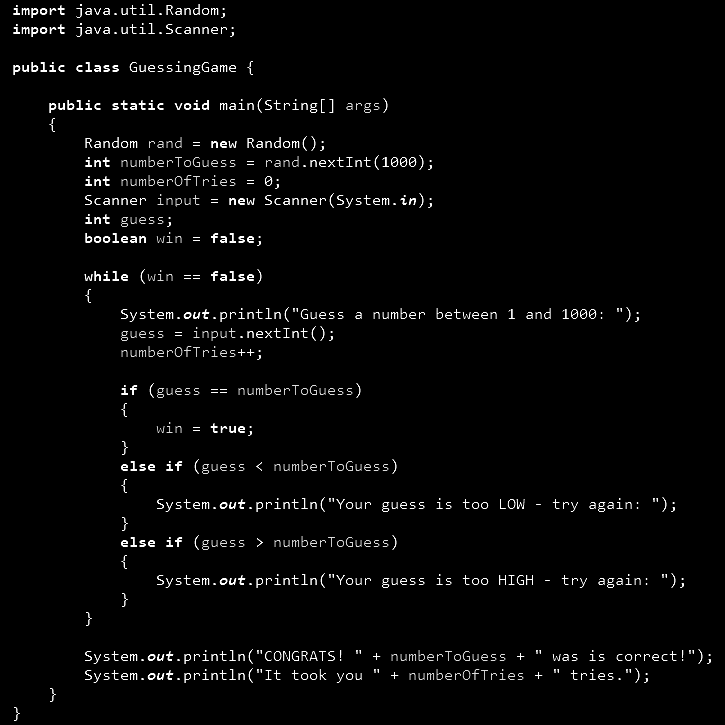 import java.util.Random;
import java.util.Scanner;
public class GuessingGame {
public static void main(String[] args)
{
Random rand = new Random();
int numberToGuess = rand.nextInt(1000);
int numberOfTries = 0;
Scanner input = new Scanner(System.in);
int guess;
boolean win = false;
while (win == false)
{
System.out.println("Guess a number between 1 and 1000: ");
guess = input.nextInt();
numberOfTries++;
if (guess == numberToGuess)
{
win = true;
}
else if (guess < numberToGuess)
{
System.out.println("Your guess is too LOW - try again: ");
}
else if (guess > numberToGuess)
{
System.out.println("Your guess is too HIGH - try again: ");
}
}
System.out.println("CONGRATS! " + numberToGuess + " was is correct!");
System.out.println("It took you " + numberOfTries + " tries.");
}
}